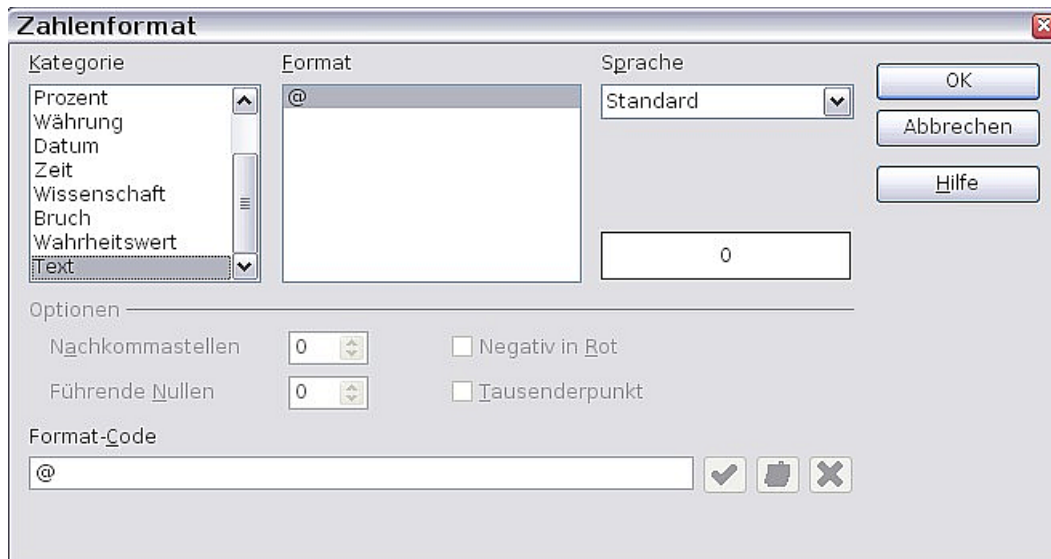 Zahlenformat
Kategorie
Prozent
Währung
Datum
Zeit
Wissenschaft
Bruch
Wahrheitswert
Text
Format
@
Sprache
Standard
0
OK
Abbrechen
Hilfe
Optionen
Nachkommastellen 0
Negativ in Rot
Führende Nullen 0
Tausenderpunkt
Format-Code
@